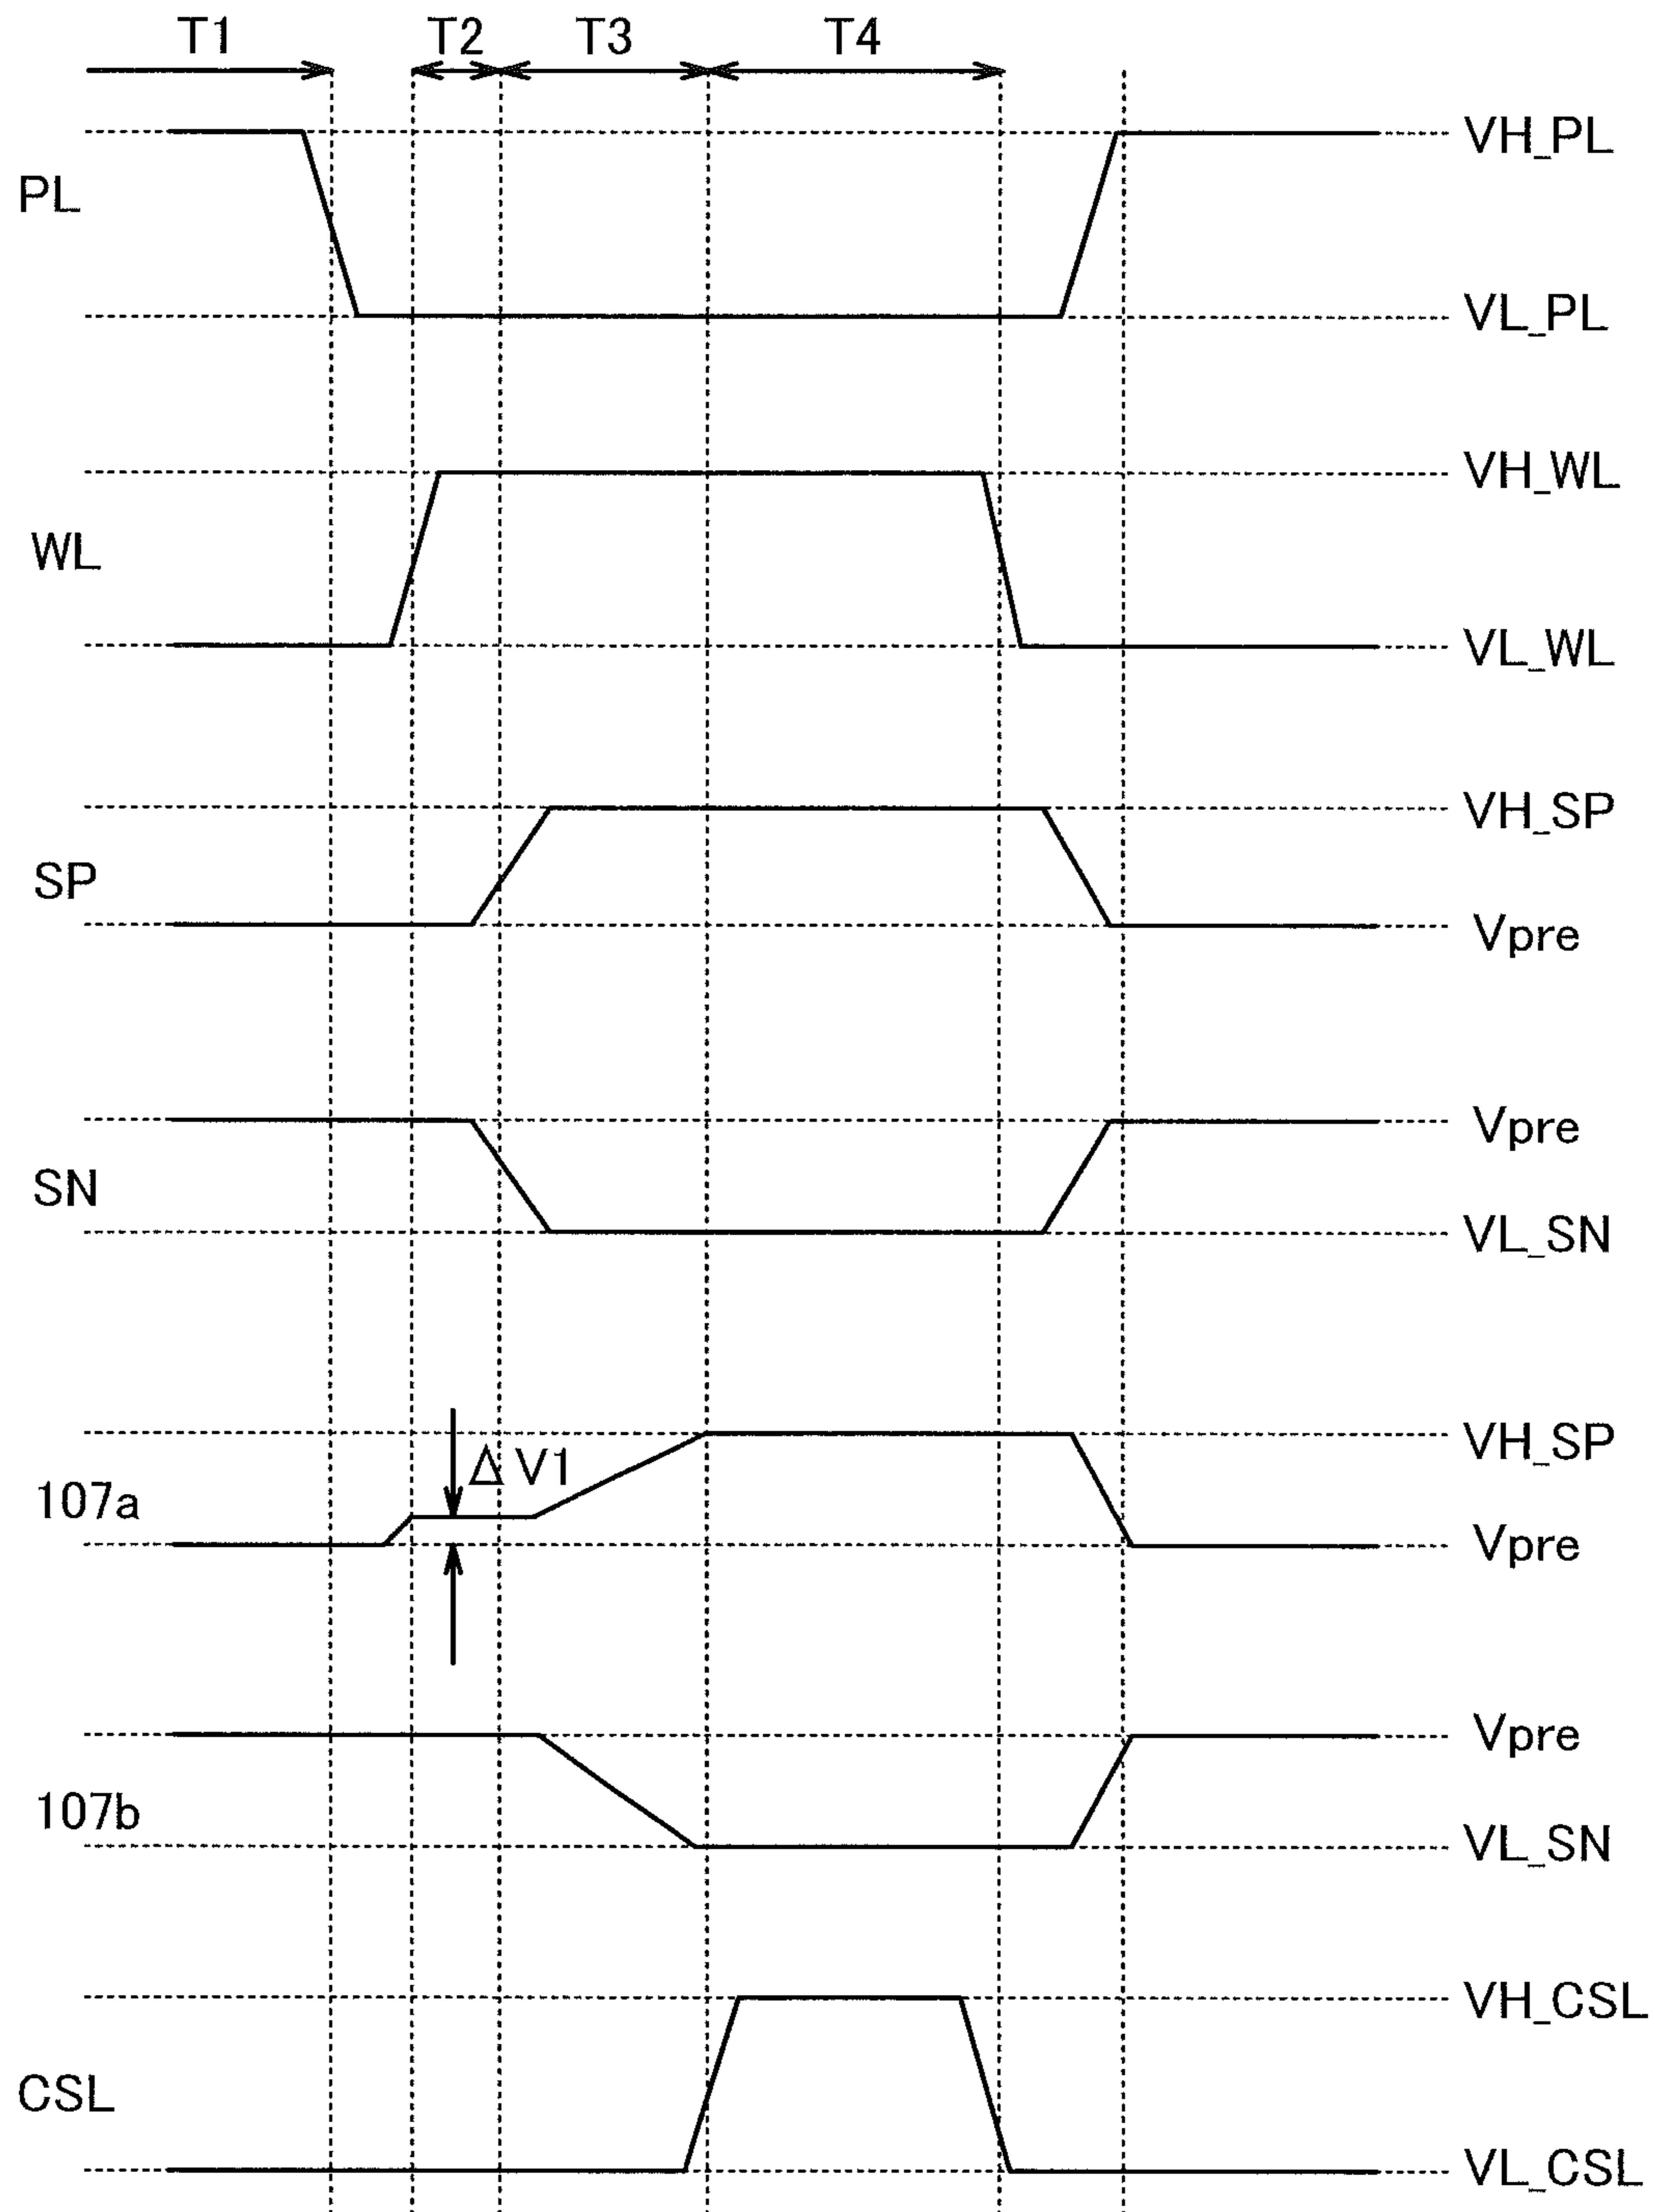 T1 T2 T3 T4
VH_PL
PL
VL_PL
VH_WL
WL
VL_WL
VH_SP
SP
Vpre
Vpre
SN
VL_SN
VH_SP
ΔV1
107a
Vpre
Vpre
107b
VL_SN
VH_CSL
CSL
VL_CSL